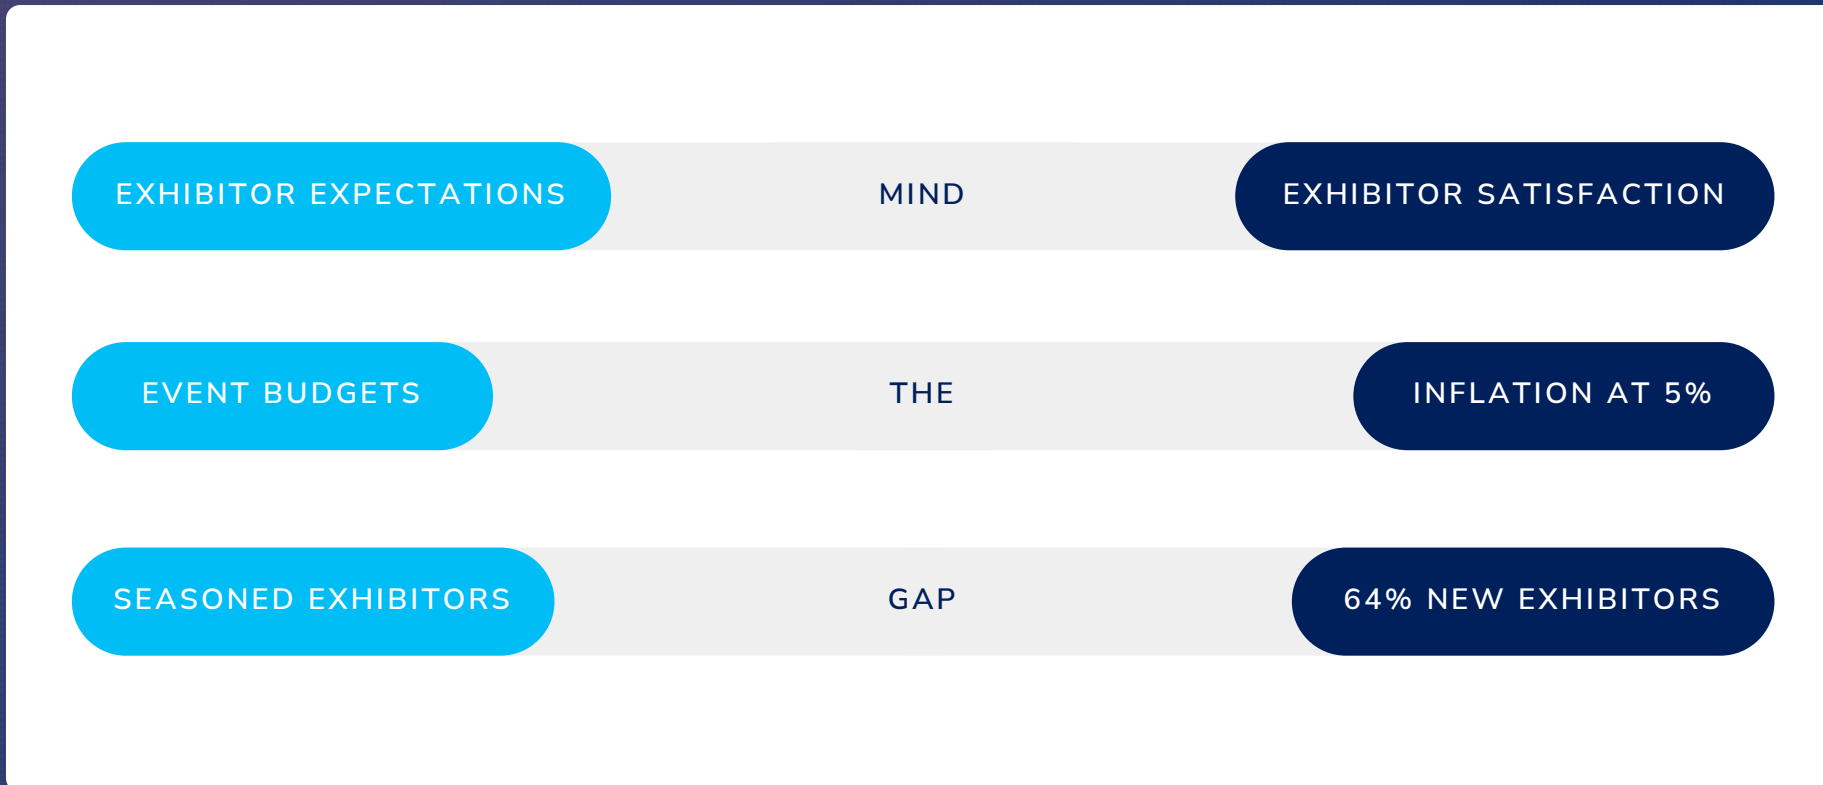 EXHIBITOR EXPECTATIONS MIND EXHIBITOR SATISFACTION
EVENT BUDGETS THE INFLATION AT 5%
SEASONED EXHIBITORS GAP 64% NEW EXHIBITORS